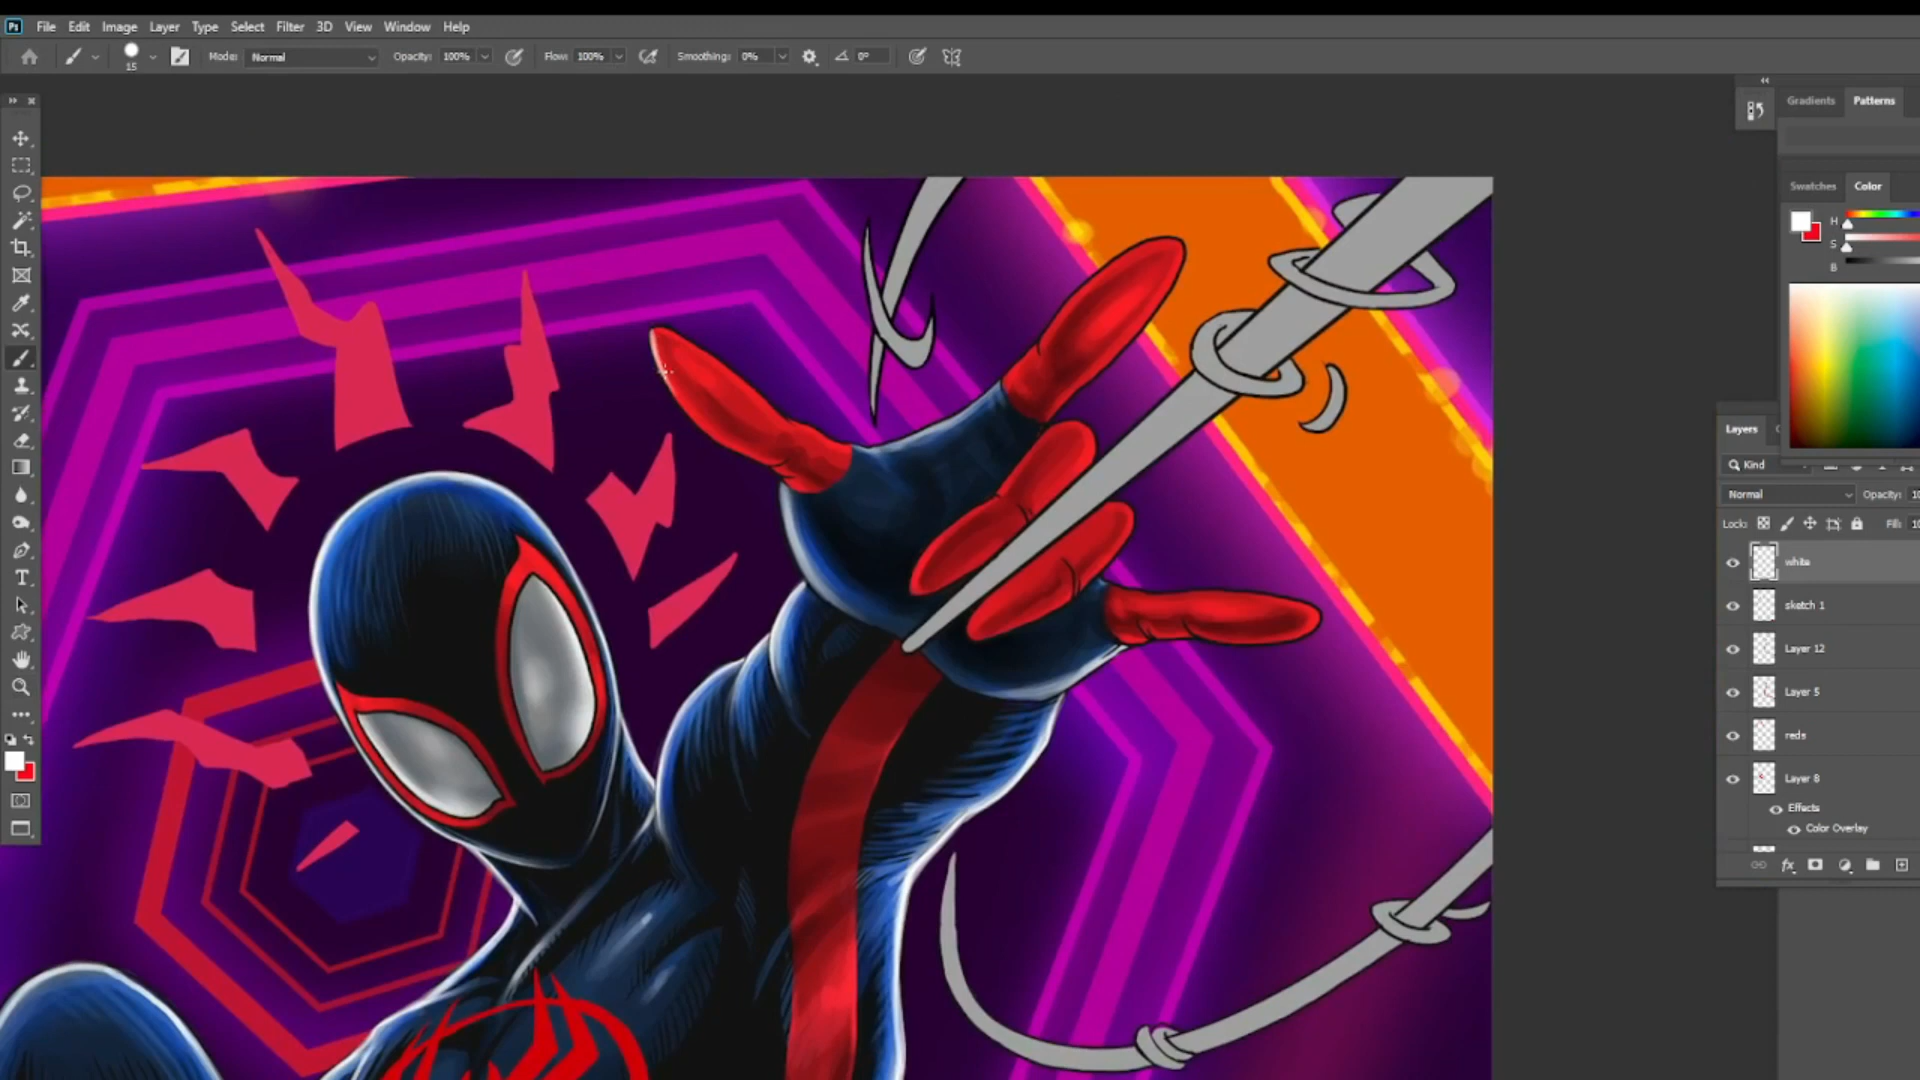 Ps File Edit Image Layer Type Select Filter 3D View Window Help
15 Mode: Normal Opacity: 100% Flow: 100% Smoothing: 0% 0°
Gradients Patterns
Swatches Color
H
S
B
Layers
Kind
Normal Opacity:
Lock: Fill:
white
sketch 1
Layer 12
Layer 5
reds
Layer 8
Effects
Color Overlay
fx
T